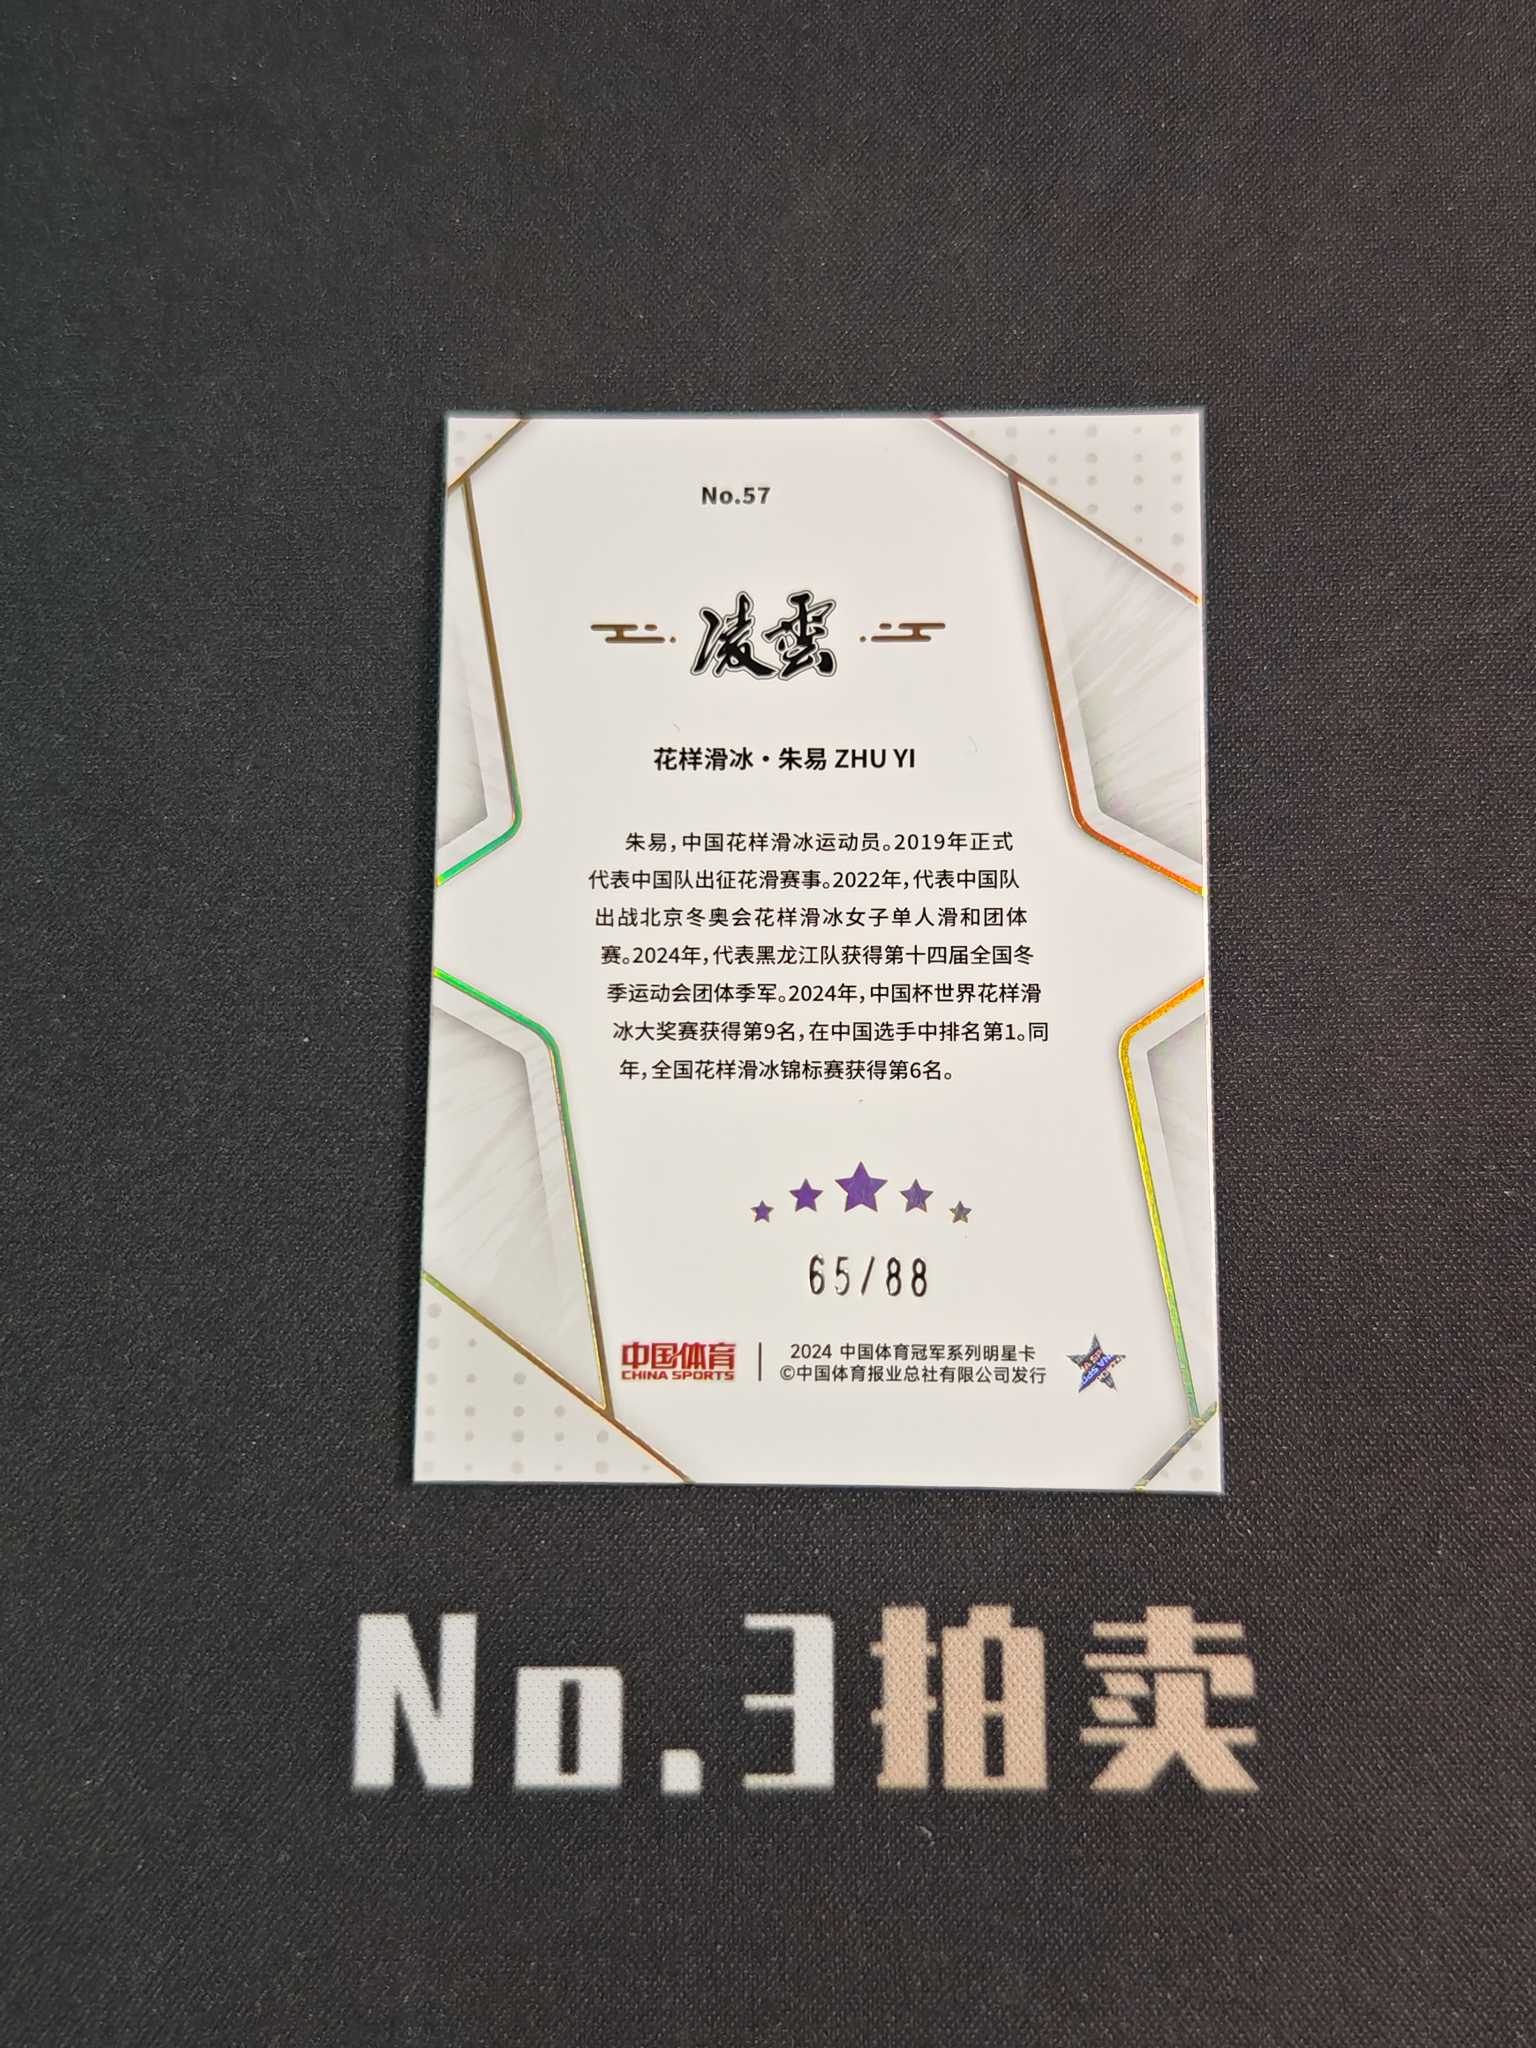 No.57
凌雲
花样滑冰·朱易 ZHU YI
朱易，中国花样滑冰运动员。2019年正式
代表中国队出征花滑赛事。2022年，代表中国队
出战北京冬奥会花样滑冰女子单人滑和团体
赛。2024年，代表黑龙江队获得第十四届全国冬
季运动会团体季军。2024年，中国杯世界花样滑
冰大奖赛获得第9名，在中国选手中排名第1。同
年，全国花样滑冰锦标赛获得第6名。
65/88
中国体育
CHINA SPORTS
2024 中国体育冠军系列明星卡
©中国体育报业总社有限公司发行
No.3拍卖